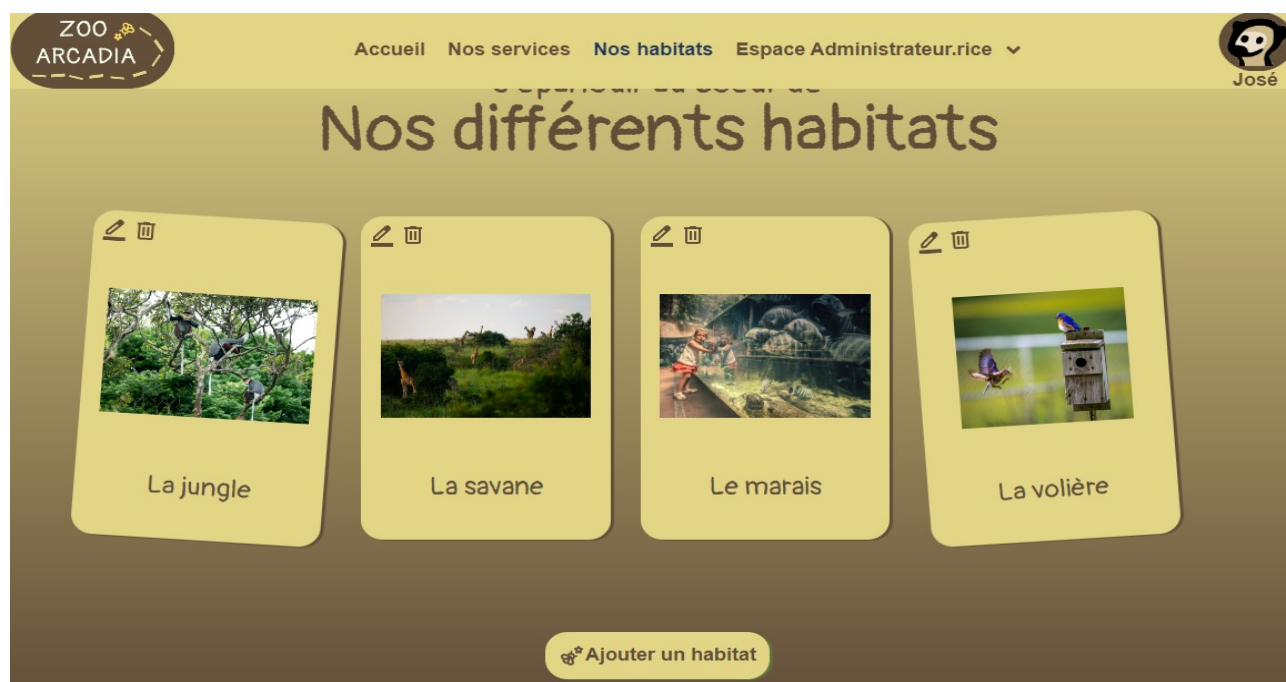 ZOO
ARCADIA
Accueil Nos services Nos habitats Espace Administrateur.rice
José
Nos différents habitats
La jungle
La savane
Le marais
La volière
Ajouter un habitat